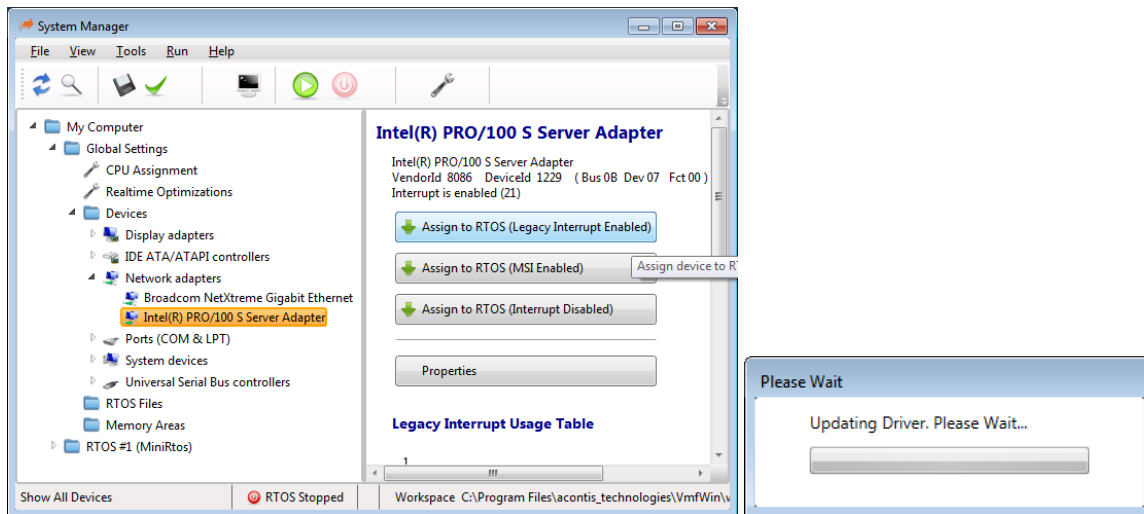 System Manager
File View Tools Run Help
My Computer
Global Settings
CPU Assignment
Realtime Optimizations
Devices
Display adapters
IDE ATA/ATAPI controllers
Network adapters
Broadcom NetXtreme Gigabit Ethernet
Intel(R) PRO/100 S Server Adapter
Ports (COM & LPT)
System devices
Universal Serial Bus controllers
RTOS Files
Memory Areas
RTOS #1 (MiniRtos)
Intel(R) PRO/100 S Server Adapter
Intel(R) PRO/100 S Server Adapter
VendorId 8086 DeviceId 1229 ( Bus 0B Dev 07 Fct 00 )
Interrupt is enabled (21)
Assign to RTOS (Legacy Interrupt Enabled)
Assign to RTOS (MSI Enabled)
Assign device to R
Assign to RTOS (Interrupt Disabled)
Properties
Legacy Interrupt Usage Table
1
Show All Devices
RTOS Stopped
Workspace C:\Program Files\acontis_technologies\VmfWin\
Please Wait
Updating Driver. Please Wait...